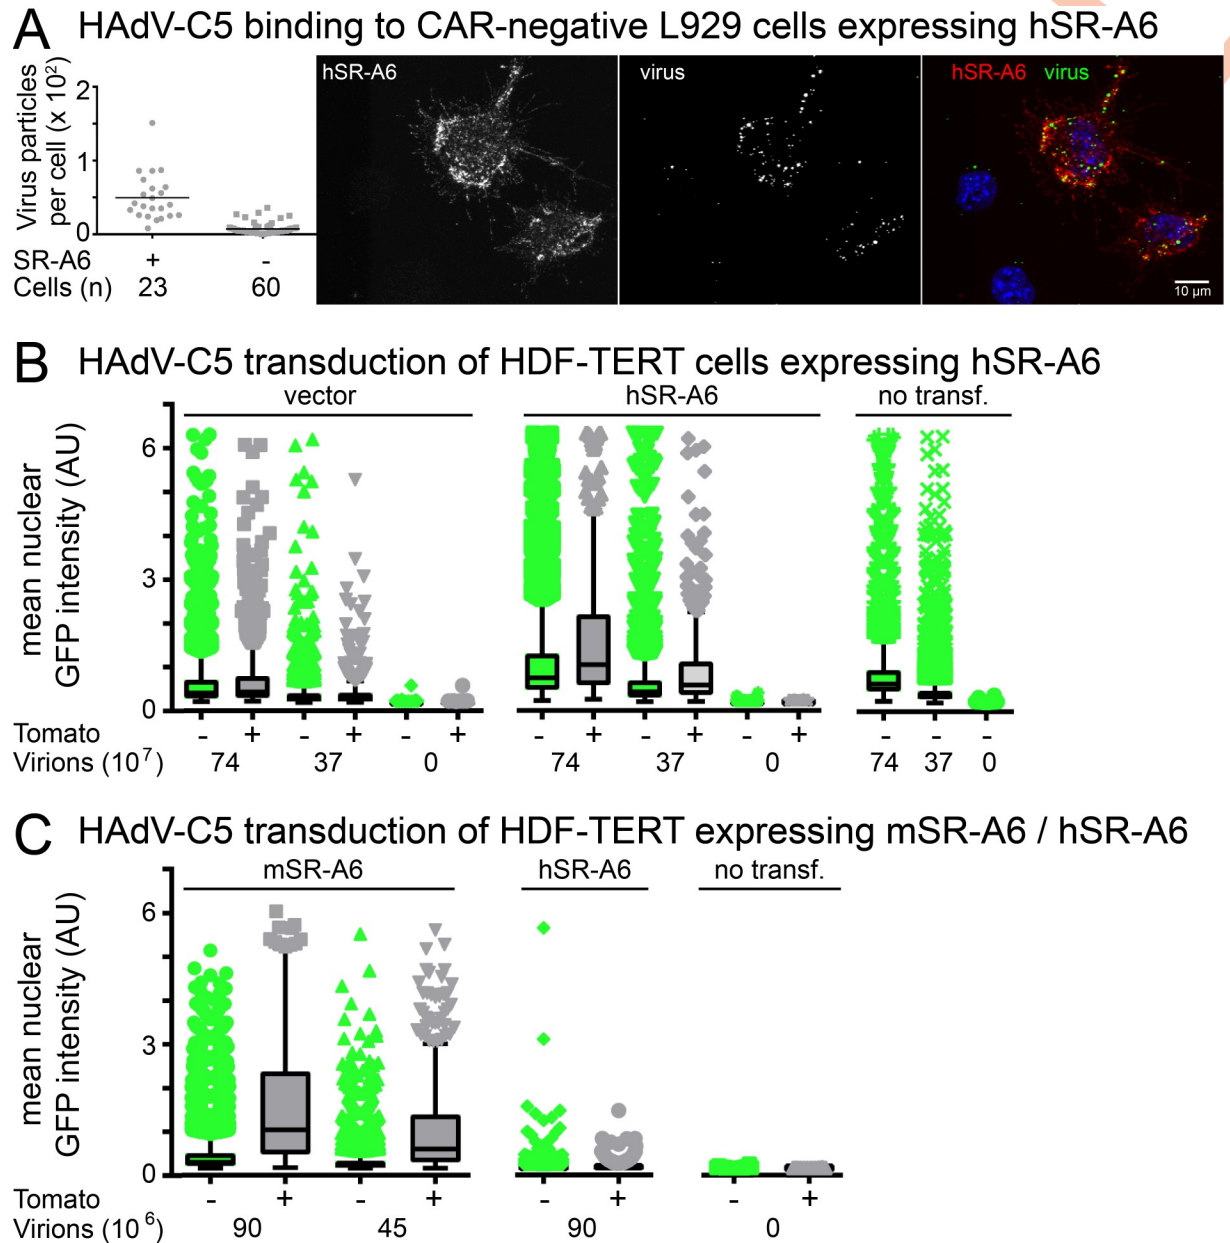 A HAdV-C5 binding to CAR-negative L929 cells expressing hSR-A6
Virus particles
per cell (x 10²)
2
1
0
SR-A6 + -
Cells (n) 23 60
hSR-A6
virus
hSR-A6 virus
10 µm
B HAdV-C5 transduction of HDF-TERT cells expressing hSR-A6
vector hSR-A6 no transf.
mean nuclear
GFP intensity (AU)
6
3
0
Tomato - + - + - + - + - + - + - - -
Virions (10⁷) 74 37 0 74 37 0 74 37 0
C HAdV-C5 transduction of HDF-TERT expressing mSR-A6 / hSR-A6
mSR-A6 hSR-A6 no transf.
mean nuclear
GFP intensity (AU)
6
3
0
Tomato - + - + - + - +
Virions (10⁶) 90 45 90 0